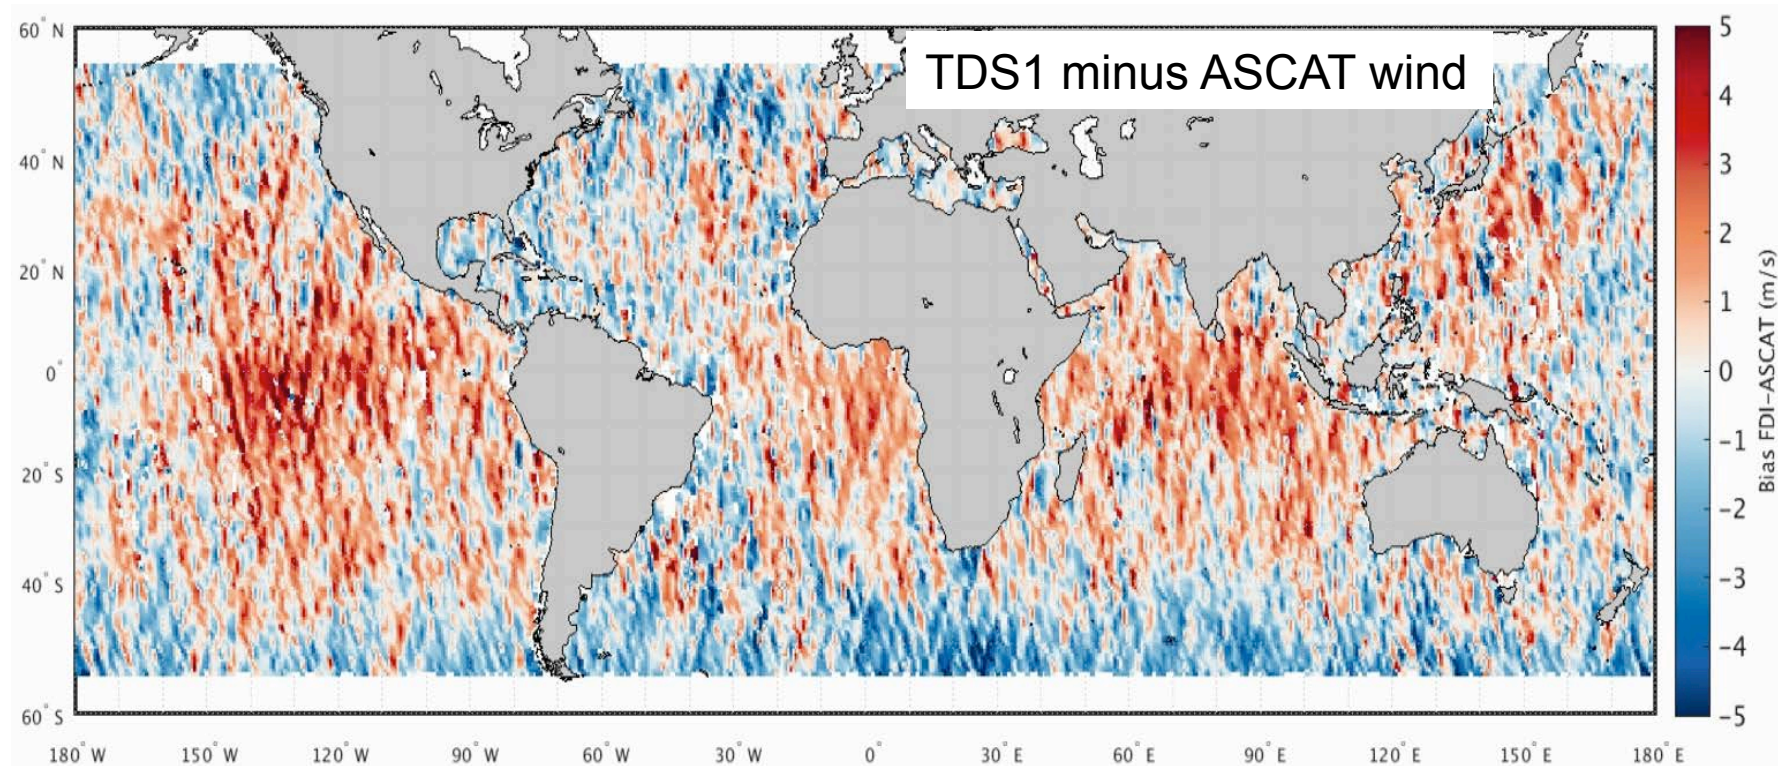 TDS1 minus ASCAT wind
60° N
40° N
20° N
0°
20° S
40° S
60° S
180° W
150° W
120° W
90° W
60° W
30° W
0°
30° E
60° E
90° E
120° E
150° E
180° E
5
4
3
2
1
0
−1
−2
−3
−4
−5
Bias FDI−ASCAT (m/s)